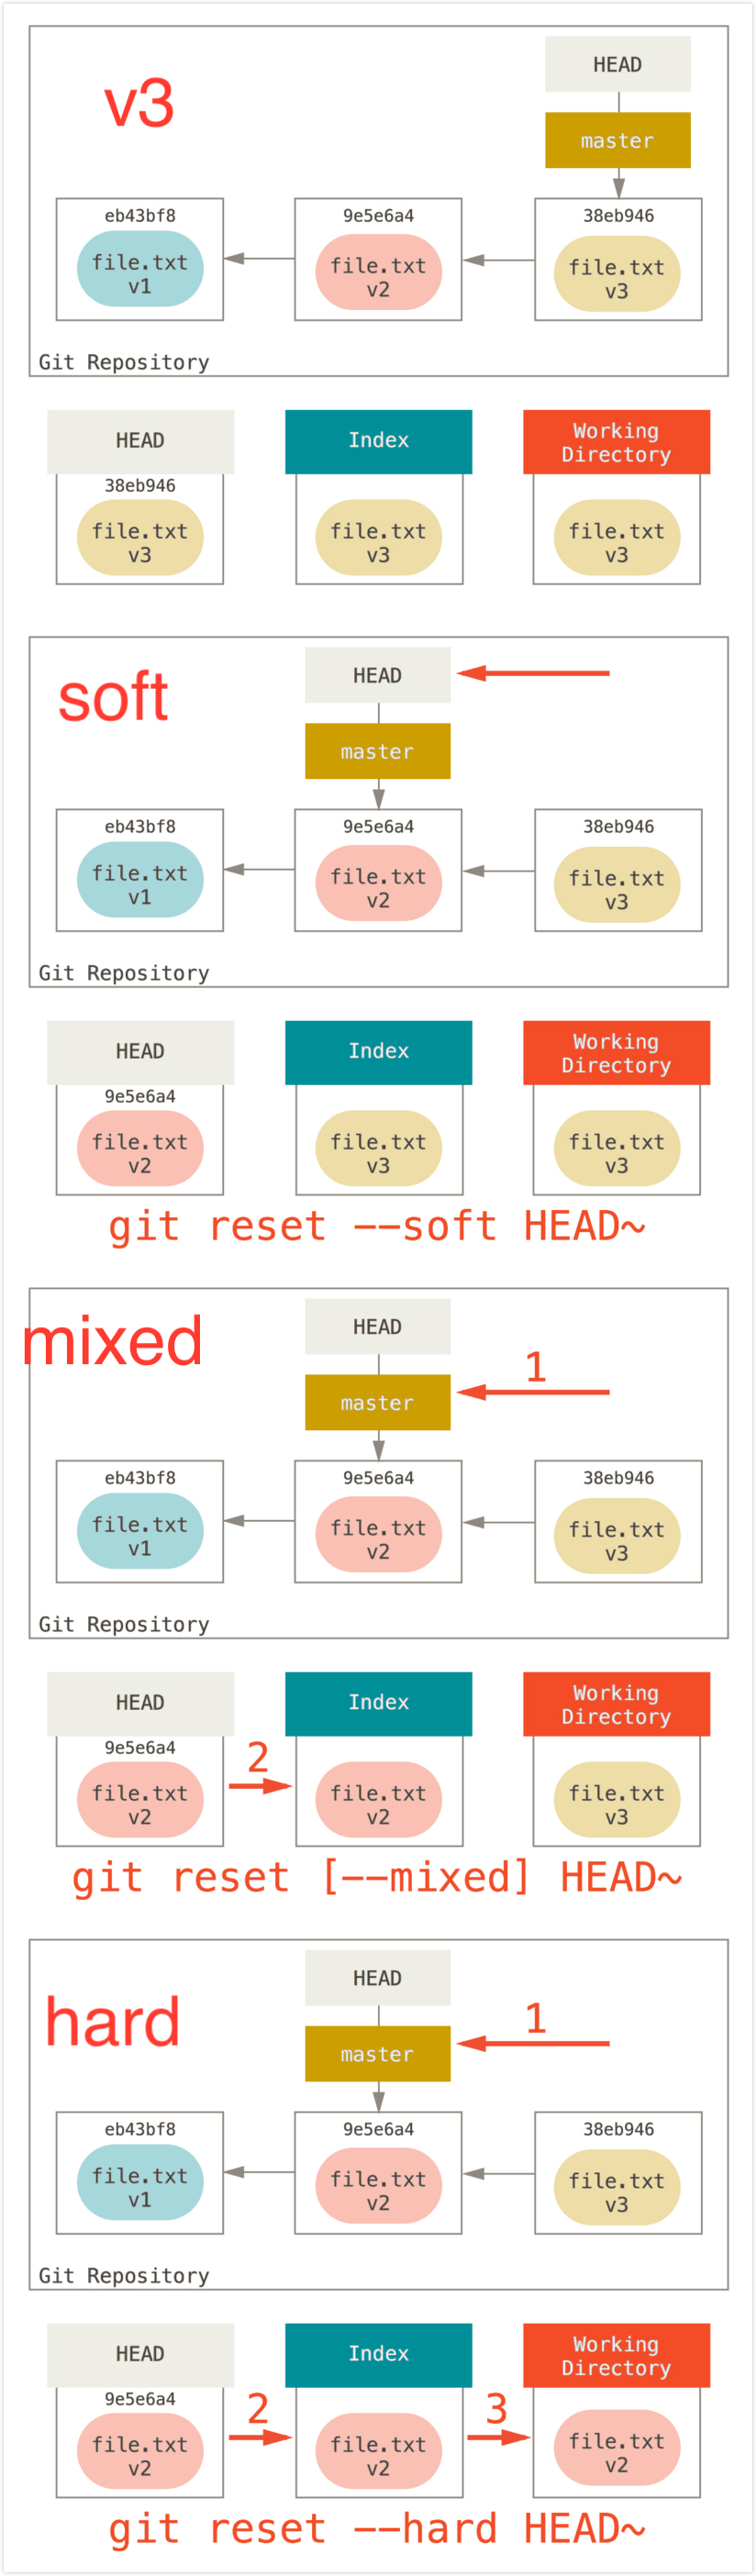 HEAD
v3
master
eb43bf8
9e5e6a4
38eb946
file.txt
v1
file.txt
v2
file.txt
v3
Git Repository
HEAD
Index
Working
Directory
38eb946
file.txt
v3
file.txt
v3
file.txt
v3
soft
HEAD
master
eb43bf8
9e5e6a4
38eb946
file.txt
v1
file.txt
v2
file.txt
v3
Git Repository
HEAD
Index
Working
Directory
9e5e6a4
file.txt
v2
file.txt
v3
file.txt
v3
git reset --soft HEAD~
mixed
HEAD
1
master
eb43bf8
9e5e6a4
38eb946
file.txt
v1
file.txt
v2
file.txt
v3
Git Repository
HEAD
Index
Working
Directory
9e5e6a4
2
file.txt
v2
file.txt
v2
file.txt
v3
git reset [--mixed] HEAD~
hard
HEAD
1
master
eb43bf8
9e5e6a4
38eb946
file.txt
v1
file.txt
v2
file.txt
v3
Git Repository
HEAD
Index
Working
Directory
9e5e6a4
2
3
file.txt
v2
file.txt
v2
file.txt
v2
git reset --hard HEAD~